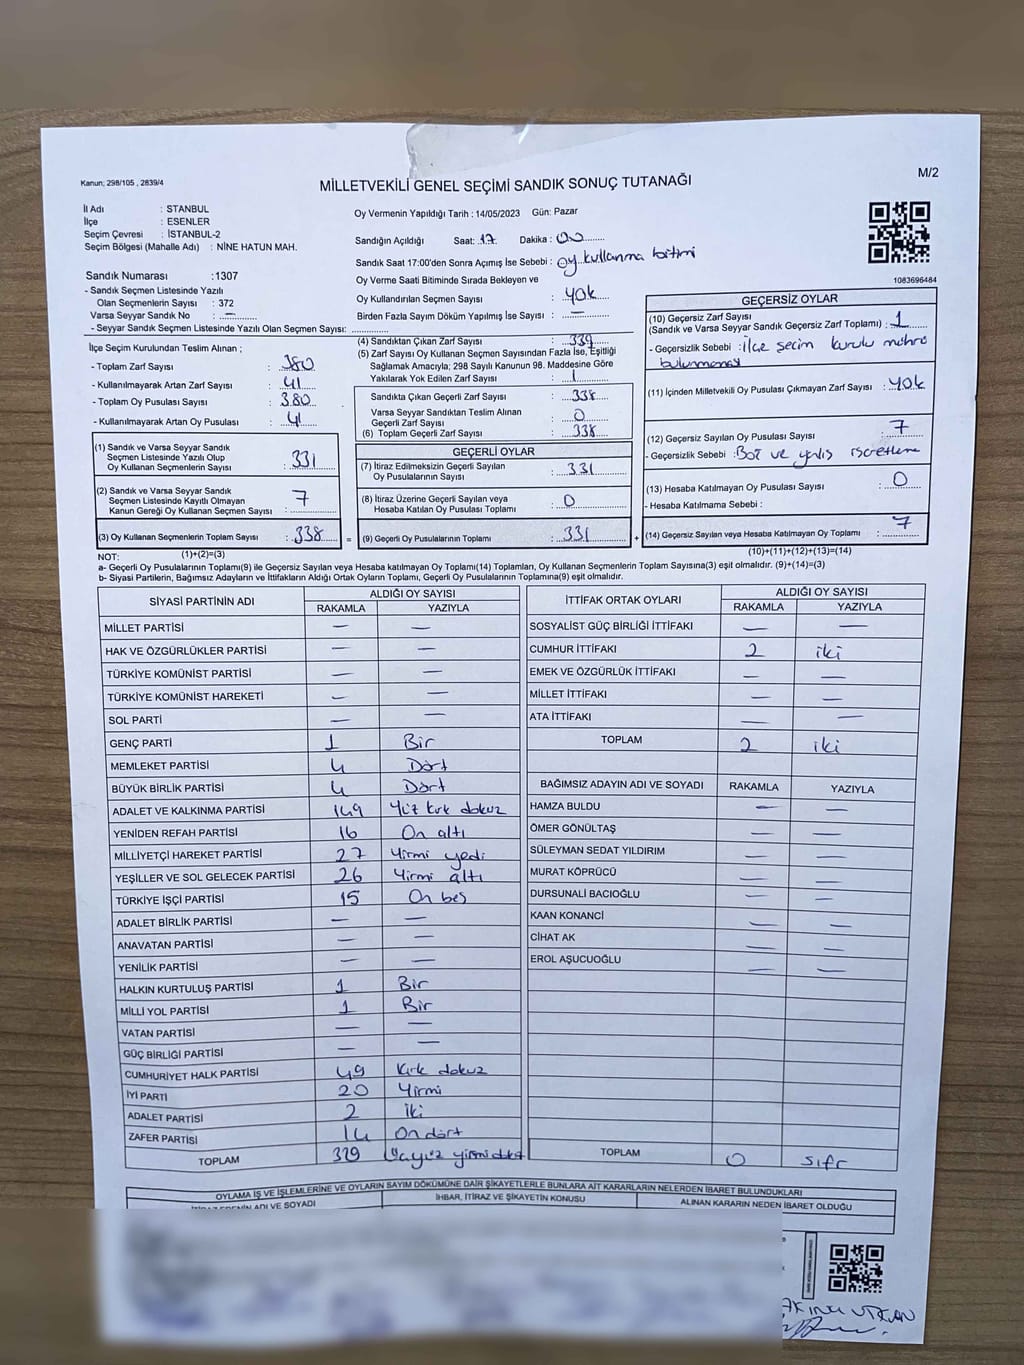 M/2
Kanun; 298/105 , 2839/4
MİLLETVEKİLİ GENEL SEÇİMİ SANDIK SONUÇ TUTANAĞI
İl Adı : STANBUL
İlçe : ESENLER
Seçim Çevresi : İSTANBUL-2
Seçim Bölgesi (Mahalle Adı) : NİNE HATUN MAH.
Sandık Numarası :1307
- Sandık Seçmen Listesinde Yazılı
Olan Seçmenlerin Sayısı : 372
Varsa Seyyar Sandık No : —
- Seyyar Sandık Seçmen Listesinde Yazılı Olan Seçmen Sayısı:
Oy Vermenin Yapıldığı Tarih : 14/05/2023 Gün: Pazar
Sandığın Açıldığı Saat: 17 Dakika : 00
Sandık Saat 17:00'den Sonra Açımış İse Sebebi : oy kullanma bitimi
Oy Verme Saati Bitiminde Sırada Bekleyen ve
Oy Kullandırılan Seçmen Sayısı : yok
Birden Fazla Sayım Döküm Yapılmış İse Sayısı : —
1083696484
İlçe Seçim Kurulundan Teslim Alınan ;
- Toplam Zarf Sayısı : 380
- Kullanılmayarak Artan Zarf Sayısı : 41
- Toplam Oy Pusulası Sayısı : 380
- Kullanılmayarak Artan Oy Pusulası : 41
(1) Sandık ve Varsa Seyyar Sandık
Seçmen Listesinde Yazılı Olup
Oy Kullanan Seçmenlerin Sayısı : 331
(2) Sandık ve Varsa Seyyar Sandık
Seçmen Listesinde Kayıtlı Olmayan
Kanun Gereği Oy Kullanan Seçmen Sayısı : 7
(3) Oy Kullanan Seçmenlerin Toplam Sayısı : 338 =
(4) Sandıktan Çıkan Zarf Sayısı : 339
(5) Zarf Sayısı Oy Kullanan Seçmen Sayısından Fazla İse, Eşitliği
Sağlamak Amacıyla; 298 Sayılı Kanunun 98. Maddesine Göre
Yakılarak Yok Edilen Zarf Sayısı : 1
Sandıkta Çıkan Geçerli Zarf Sayısı : 338
Varsa Seyyar Sandıktan Teslim Alınan
Geçerli Zarf Sayısı : 0
(6) Toplam Geçerli Zarf Sayısı : 338
GEÇERLİ OYLAR
(7) İtiraz Edilmeksizin Geçerli Sayılan
Oy Pusulalarının Sayısı : 331
(8) İtiraz Üzerine Geçerli Sayılan veya
Hesaba Katılan Oy Pusulası Toplamı : 0
(9) Geçerli Oy Pusulalarının Toplamı : 331 +
GEÇERSİZ OYLAR
(10) Geçersiz Zarf Sayısı
(Sandık ve Varsa Seyyar Sandık Geçersiz Zarf Toplamı) : 1
- Geçersizlik Sebebi : ilçe seçim kurulu mührü
bulunmaması
(11) İçinden Milletvekili Oy Pusulası Çıkmayan Zarf Sayısı : yok
(12) Geçersiz Sayılan Oy Pusulası Sayısı : 7
- Geçersizlik Sebebi : Boş ve yalış
(13) Hesaba Katılmayan Oy Pusulası Sayısı : 0
- Hesaba Katılmama Sebebi :
(14) Geçersiz Sayılan veya Hesaba Katılmayan Oy Toplamı : 7
NOT: (1)+(2)=(3) (10)+(11)+(12)+(13)=(14)
a- Geçerli Oy Pusulalarının Toplamı(9) ile Geçersiz Sayılan veya Hesaba Katılmayan Oy Toplamı(14) Toplamları, Oy Kullanan Seçmenlerin Toplam Sayısına(3) eşit olmalıdır. (9)+(14)=(3)
b- Siyasi Partilerin, Bağımsız Adayların ve İttifakların Aldığı Ortak Oyların Toplamı, Geçerli Oy Pusulalarının Toplamına(9) eşit olmalıdır.
SİYASİ PARTİNİN ADI ALDIĞI OY SAYISI
RAKAMLA YAZIYLA
MİLLET PARTİSİ — —
HAK VE ÖZGÜRLÜKLER PARTİSİ — —
TÜRKİYE KOMÜNİST PARTİSİ — —
TÜRKİYE KOMÜNİST HAREKETİ — —
SOL PARTİ — —
GENÇ PARTİ 1 Bir
MEMLEKET PARTİSİ 4 Dört
BÜYÜK BİRLİK PARTİSİ 4 Dört
ADALET VE KALKINMA PARTİSİ 149 Yüz kırk dokuz
YENİDEN REFAH PARTİSİ 16 On altı
MİLLİYETÇİ HAREKET PARTİSİ 27 Yirmi yedi
YEŞİLLER VE SOL GELECEK PARTİSİ 26 Yirmi altı
TÜRKİYE İŞÇİ PARTİSİ 15 On beş
ADALET BİRLİK PARTİSİ — —
ANAVATAN PARTİSİ — —
YENİLİK PARTİSİ — —
HALKIN KURTULUŞ PARTİSİ 1 Bir
MİLLİ YOL PARTİSİ 1 Bir
VATAN PARTİSİ — —
GÜÇ BİRLİĞİ PARTİSİ — —
CUMHURİYET HALK PARTİSİ 49 Kırk dokuz
İYİ PARTİ 20 Yirmi
ADALET PARTİSİ 2 iki
ZAFER PARTİSİ 14 On dört
TOPLAM 329
İTTİFAK ORTAK OYLARI ALDIĞI OY SAYISI
RAKAMLA YAZIYLA
SOSYALİST GÜÇ BİRLİĞİ İTTİFAKI — —
CUMHUR İTTİFAKI 2 iki
EMEK VE ÖZGÜRLÜK İTTİFAKI — —
MİLLET İTTİFAKI — —
ATA İTTİFAKI — —
TOPLAM 2 iki
BAĞIMSIZ ADAYIN ADI VE SOYADI RAKAMLA YAZIYLA
HAMZA BULDU — —
ÖMER GÖNÜLTAŞ — —
SÜLEYMAN SEDAT YILDIRIM — —
MURAT KÖPRÜCÜ — —
DURSUNALİ BACIOĞLU — —
KAAN KONANCİ — —
CİHAT AK — —
EROL AŞUCUOĞLU — —
TOPLAM 0 sıfır
OYLAMA İŞ VE İŞLEMLERİNE VE OYLARIN SAYIM DÖKÜMÜNE DAİR ŞİKAYETLERLE BUNLARA AİT KARARLARIN NELERDEN İBARET BULUNDUKLARI
ADI VE SOYADI İHBAR, İTİRAZ VE ŞİKAYETİN KONUSU ALINAN KARARIN NEDEN İBARET OLDUĞU